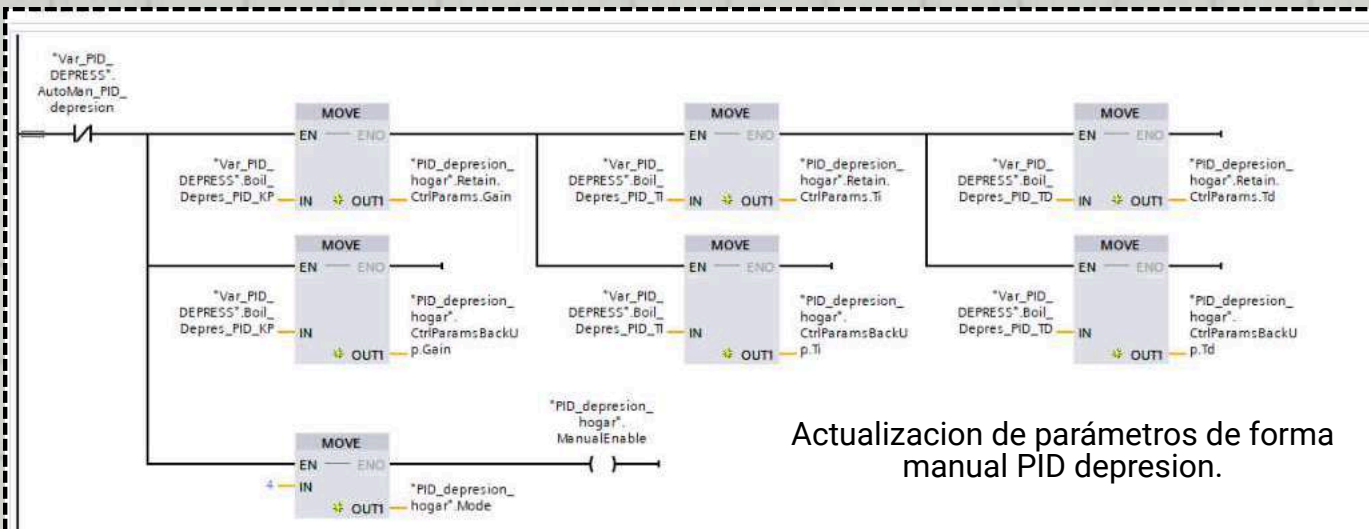 "Var_PID_
DEPRESS".
AutoMan_PID_
depresion
MOVE
EN ENO
"Var_PID_
DEPRESS".Boil_
Depres_PID_KP
IN
OUT1
"PID_depresion_
hogar".Retain.
CtrlParams.Gain
MOVE
EN ENO
"Var_PID_
DEPRESS".Boil_
Depres_PID_TI
IN
OUT1
"PID_depresion_
hogar".Retain.
CtrlParams.Ti
MOVE
EN ENO
"Var_PID_
DEPRESS".Boil_
Depres_PID_TD
IN
OUT1
"PID_depresion_
hogar".Retain.
CtrlParams.Td
MOVE
EN ENO
"Var_PID_
DEPRESS".Boil_
Depres_PID_KP
IN
OUT1
"PID_depresion_
hogar".
CtrlParamsBackU
p.Gain
MOVE
EN ENO
"Var_PID_
DEPRESS".Boil_
Depres_PID_TI
IN
OUT1
"PID_depresion_
hogar".
CtrlParamsBackU
p.Ti
MOVE
EN ENO
"Var_PID_
DEPRESS".Boil_
Depres_PID_TD
IN
OUT1
"PID_depresion_
hogar".
CtrlParamsBackU
p.Td
MOVE
EN ENO
4 IN
OUT1
"PID_depresion_
hogar".Mode
"PID_depresion_
hogar".
ManualEnable
Actualizacion de parámetros de forma
manual PID depresion.